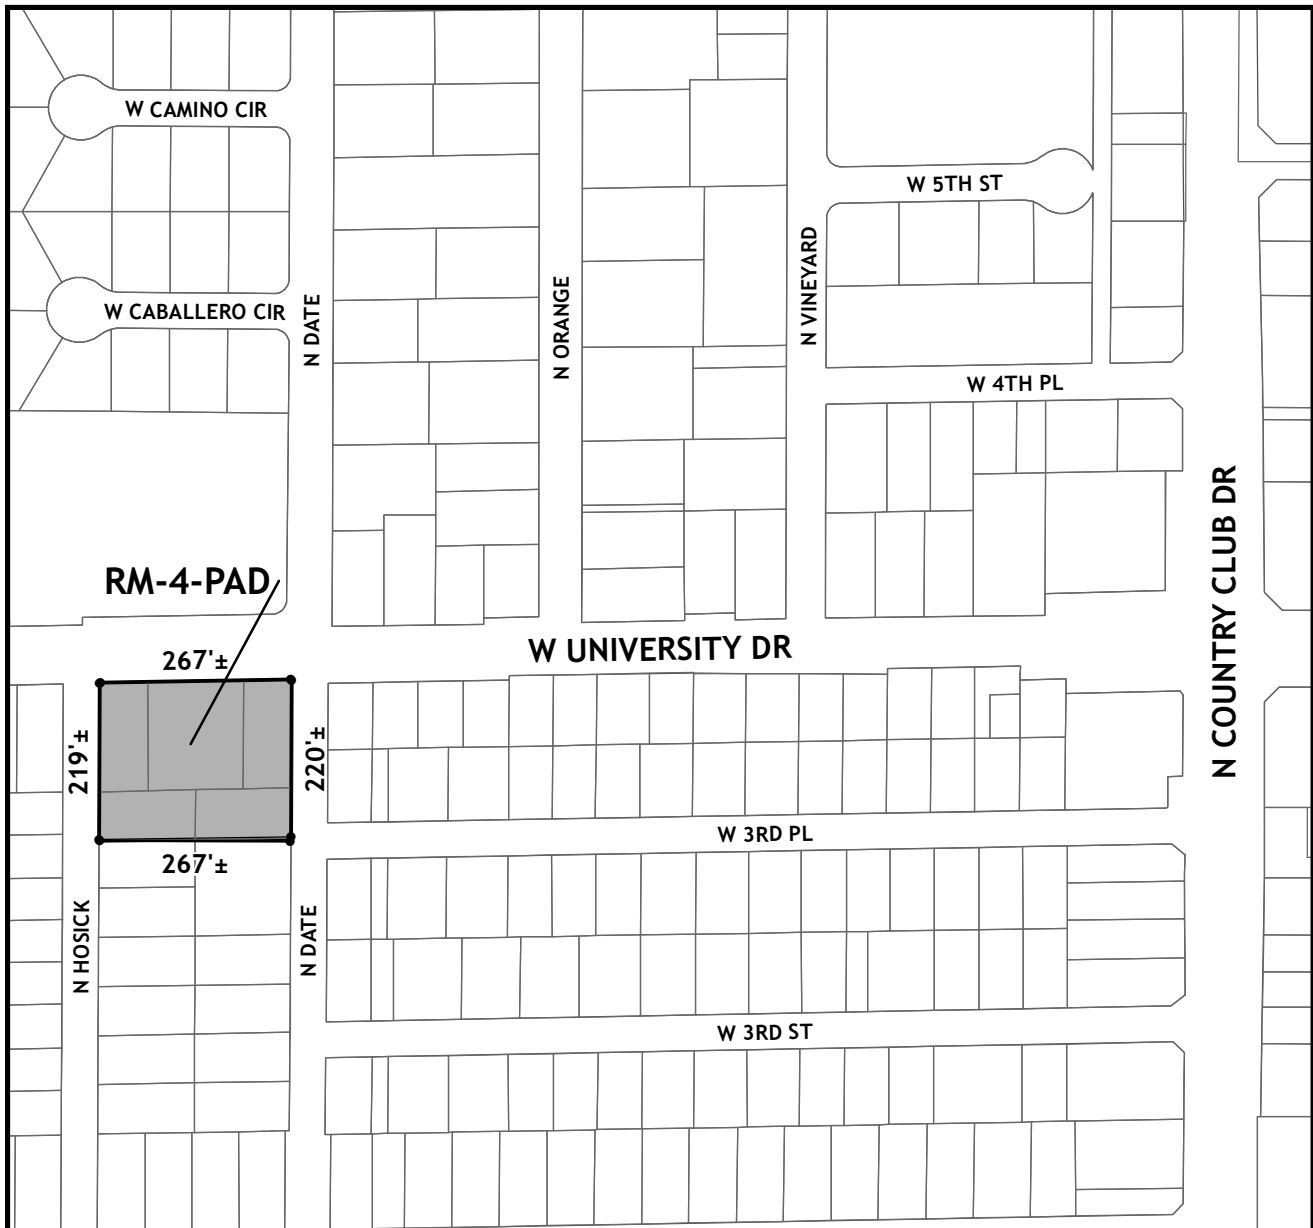 W CAMINO CIR
W 5TH ST
N VINEYARD
N ORANGE
W CABALLERO CIR
N DATE
W 4TH PL
N COUNTRY CLUB DR
RM-4-PAD
W UNIVERSITY DR
267'±
219'±
220'±
W 3RD PL
267'±
N HOSICK
N DATE
W 3RD ST